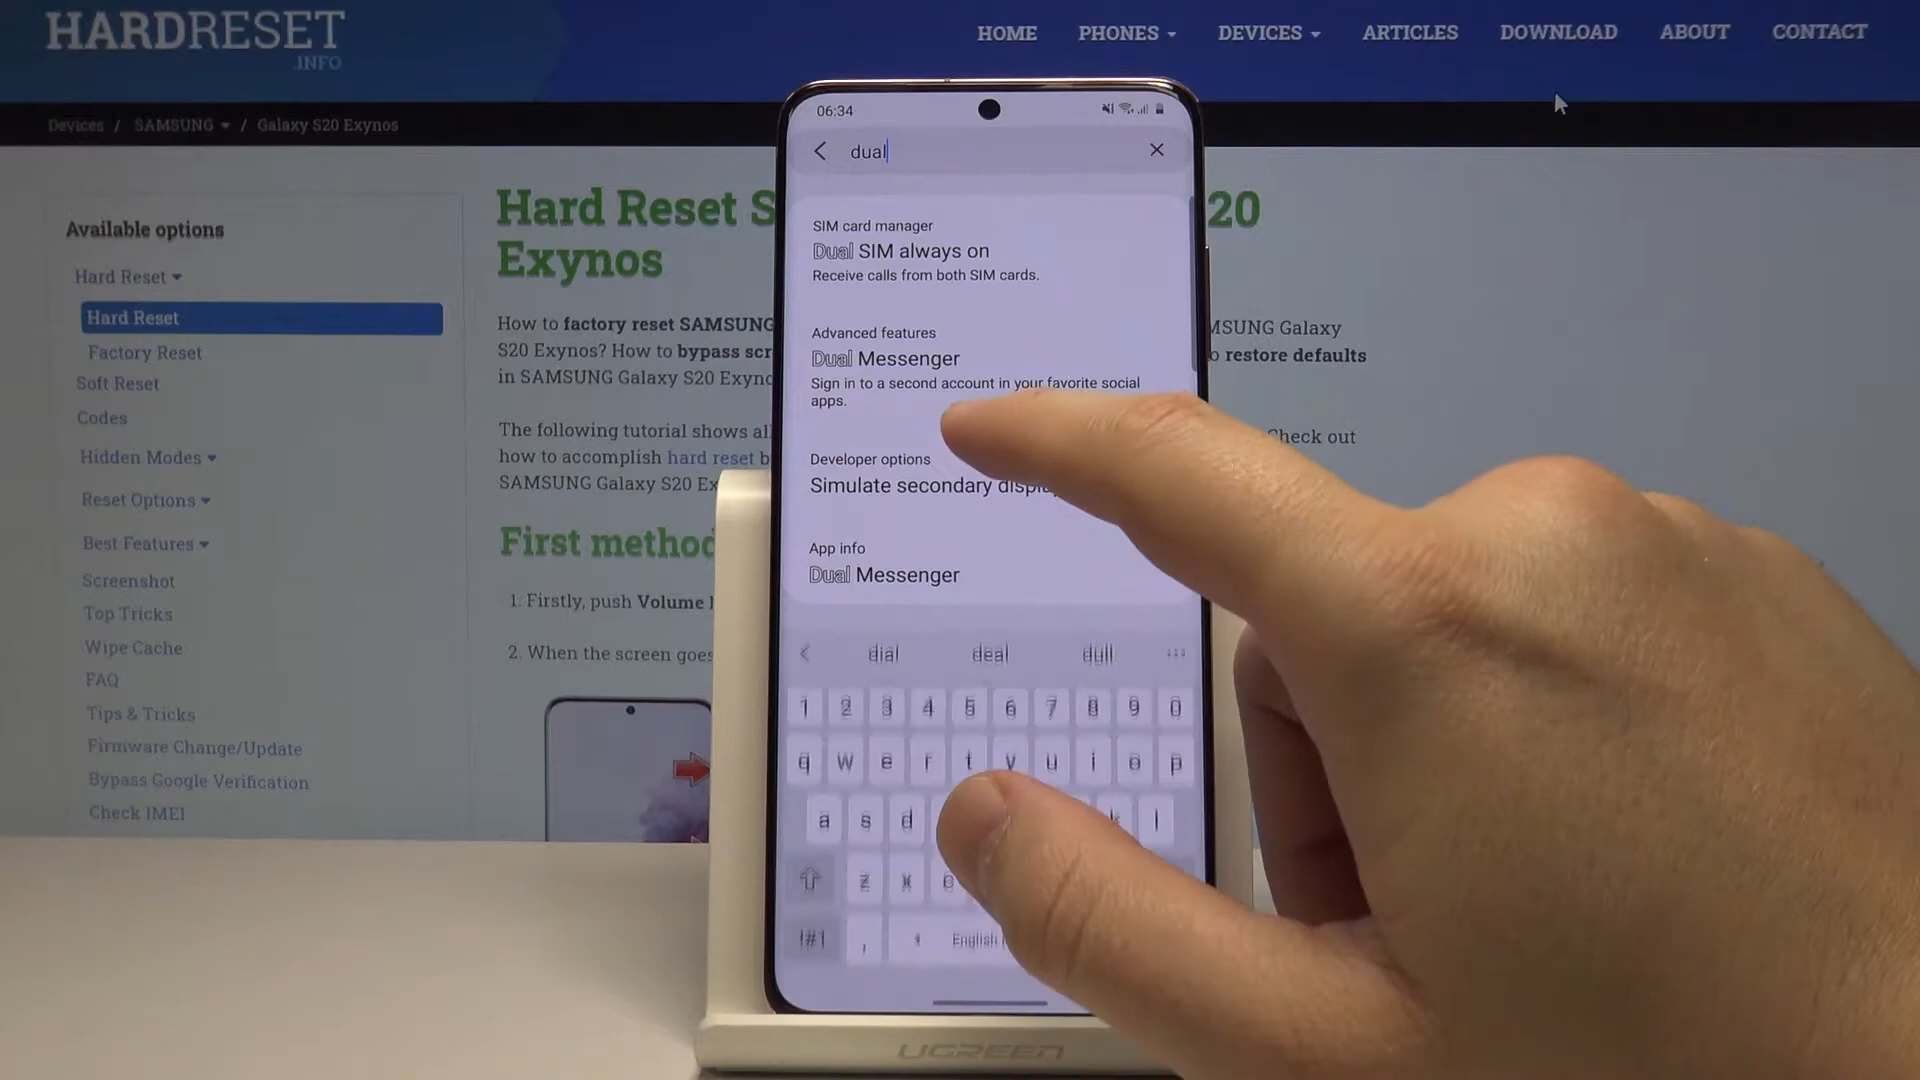 HARDRESET
.INFO
HOME PHONES DEVICES ARTICLES DOWNLOAD ABOUT CONTACT
Devices / SAMSUNG / Galaxy S20 Exynos
Available options
Hard Reset
Hard Reset
Factory Reset
Soft Reset
Codes
Hidden Modes
Reset Options
Best Features
Screenshot
Top Tricks
Wipe Cache
FAQ
Tips & Tricks
Firmware Change/Update
Bypass Google Verification
Check IMEI
Hard Reset S 20
Exynos
How to factory reset SAMSUNG MSUNG Galaxy
S20 Exynos? How to bypass scr o restore defaults
in SAMSUNG Galaxy S20 Exyno
The following tutorial shows al Check out
how to accomplish hard reset b
SAMSUNG Galaxy S20 Ex
First method
1. Firstly, push Volume
2. When the screen goes
06:34
dual
SIM card manager
Dual SIM always on
Receive calls from both SIM cards.
Advanced features
Dual Messenger
Sign in to a second account in your favorite social
apps.
Developer options
Simulate secondary display
App info
Dual Messenger
dial deal dull
1 2 3 4 5 6 7 8 9 0
q w e r t y u i o p
a s d k l
z x c
!#1 , English
UGREEN